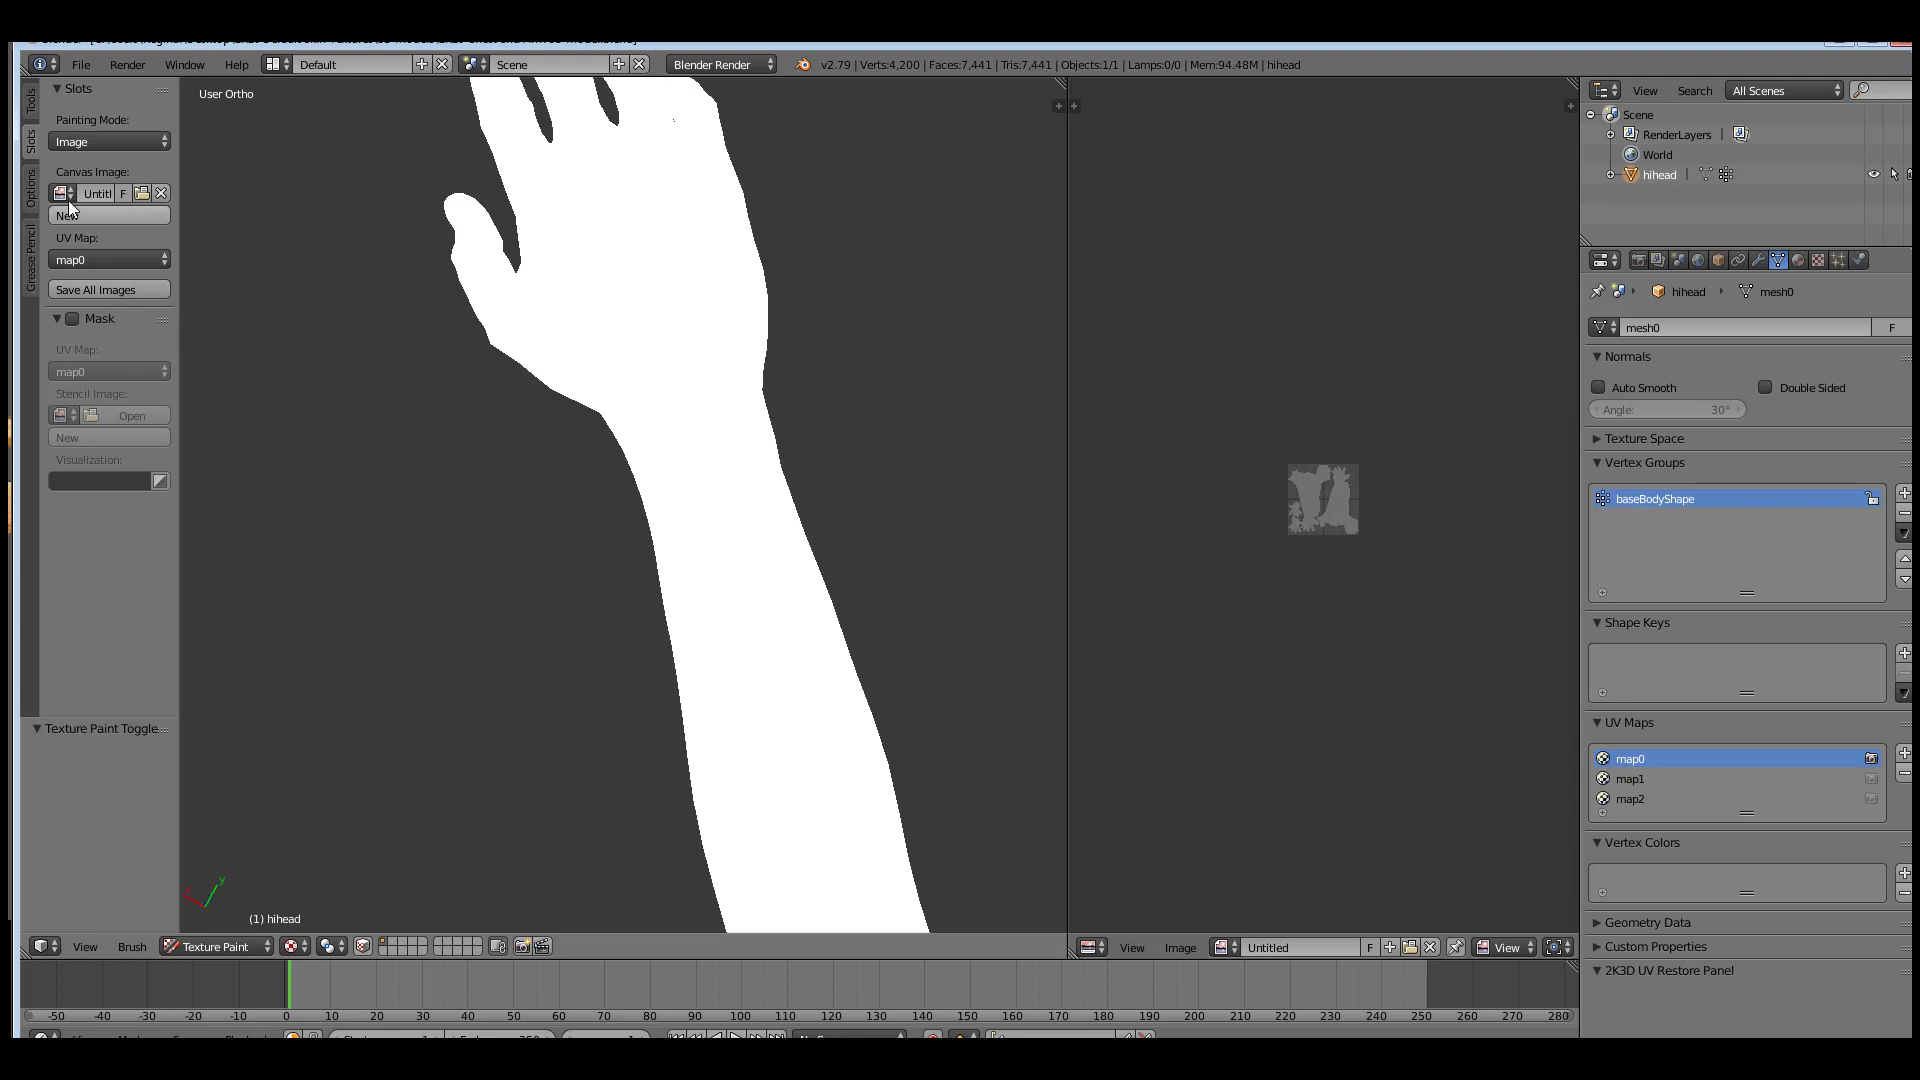 File Render Window Help Default Scene Blender Render v2.79 | Verts:4,200 | Faces:7,441 | Tris:7,441 | Objects:1/1 | Lamps:0/0 | Mem:94.48M | hihead
Tools
Slots
Options
Grease Pencil
Slots
Painting Mode:
Image
Canvas Image:
Untitl F
New
UV Map:
map0
Save All Images
Mask
UV Map:
map0
Stencil Image:
Open
New
Visualization:
Texture Paint Toggle
User Ortho
y
(1) hihead
View Brush Texture Paint
View Image Untitled F View
-50 -40 -30 -20 -10 0 10 20 30 40 50 60 70 80 90 100 110 120 130 140 150 160 170 180 190 200 210 220 230 240 250 260 270 280
View Search All Scenes
Scene
RenderLayers
World
hihead
hihead mesh0
mesh0 F
Normals
Auto Smooth Double Sided
Angle: 30°
Texture Space
Vertex Groups
baseBodyShape
Shape Keys
UV Maps
map0
map1
map2
Vertex Colors
Geometry Data
Custom Properties
2K3D UV Restore Panel